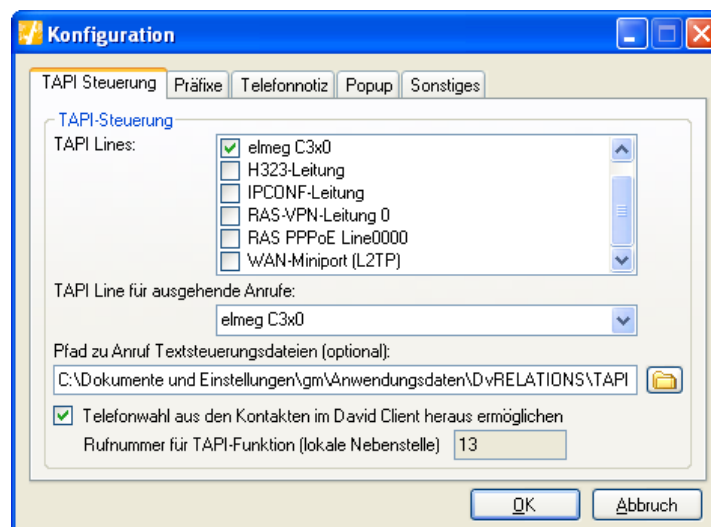 Konfiguration
TAPI Steuerung Präfixe Telefonnotiz Popup Sonstiges
TAPI-Steuerung
TAPI Lines:
elmeg C3x0
H323-Leitung
IPCONF-Leitung
RAS-VPN-Leitung 0
RAS PPPoE Line0000
WAN-Miniport (L2TP)
TAPI Line für ausgehende Anrufe:
elmeg C3x0
Pfad zu Anruf Textsteuerungsdateien (optional):
C:\Dokumente und Einstellungen\gm\Anwendungsdaten\DvRELATIONS\TAPI
Telefonwahl aus den Kontakten im David Client heraus ermöglichen
Rufnummer für TAPI-Funktion (lokale Nebenstelle) 13
OK Abbruch